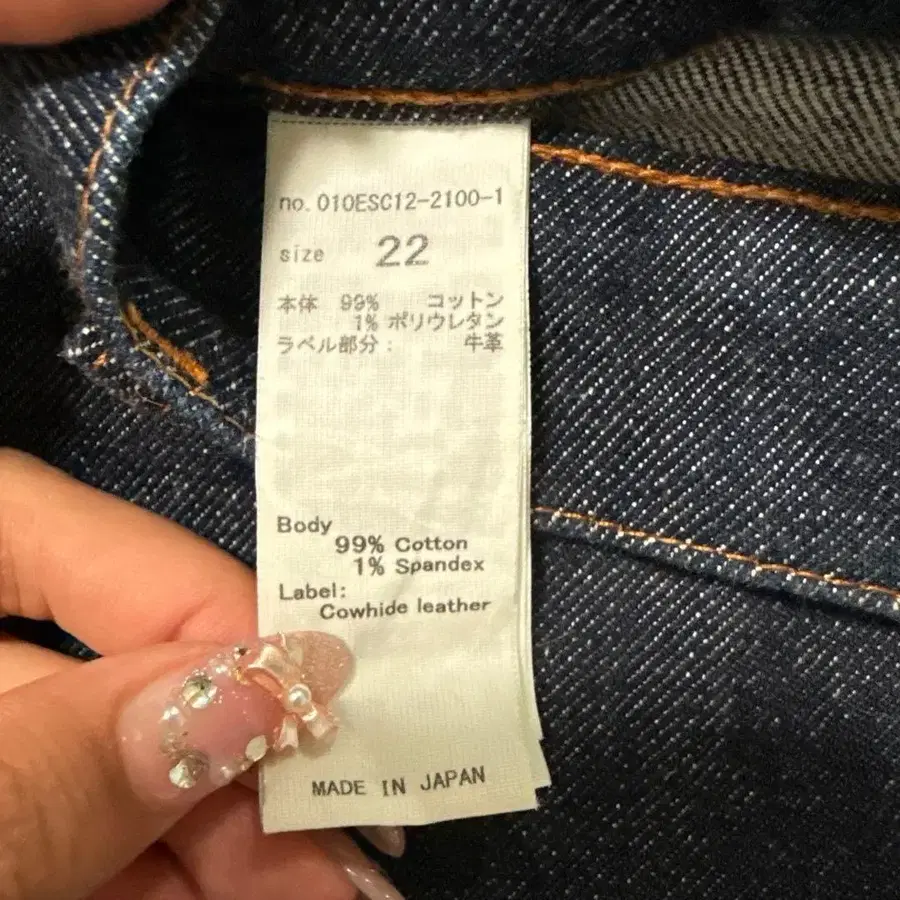 no. 010ESC12-2100-1
size 22
本体 99% コットン
1% ポリウレタン
ラベル部分: 牛革
Body
99% Cotton
1% Spandex
Label:
Cowhide leather
MADE IN JAPAN